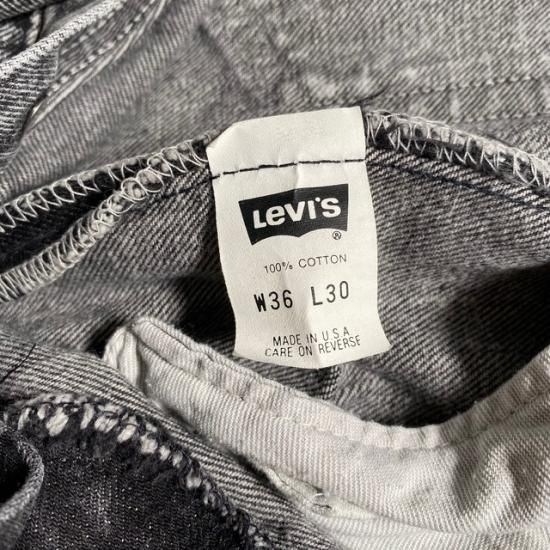 LEVI'S
®
100% COTTON
W36 L30
MADE IN U.S.A
CARE ON REVERSE